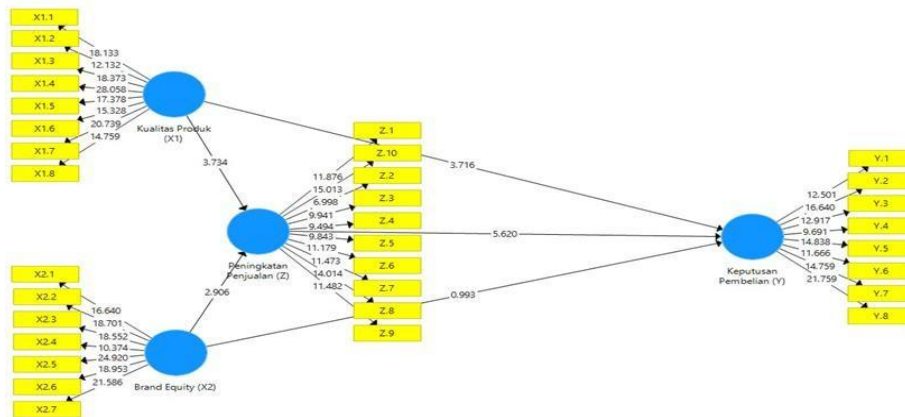 X1.1
X1.2
X1.3
X1.4
X1.5
X1.6
X1.7
X1.8
18.133
12.132
18.373
28.058
17.378
15.328
20.739
14.759
Kualitas Produk
(X1)
3.734
3.716
Z.1
Z.10
Z.2
Z.3
Z.4
Z.5
Z.6
Z.7
Z.8
Z.9
11.876
15.013
6.998
9.941
9.494
9.843
11.179
11.473
14.014
11.482
Peningkatan
Penjualan (Z)
5.620
2.906
0.993
X2.1
X2.2
X2.3
X2.4
X2.5
X2.6
X2.7
16.640
18.701
18.552
10.374
24.920
18.953
21.586
Brand Equity (X2)
Y.1
Y.2
Y.3
Y.4
Y.5
Y.6
Y.7
Y.8
12.501
16.640
12.917
9.691
14.838
11.666
14.759
21.759
Keputusan
Pembelian (Y)